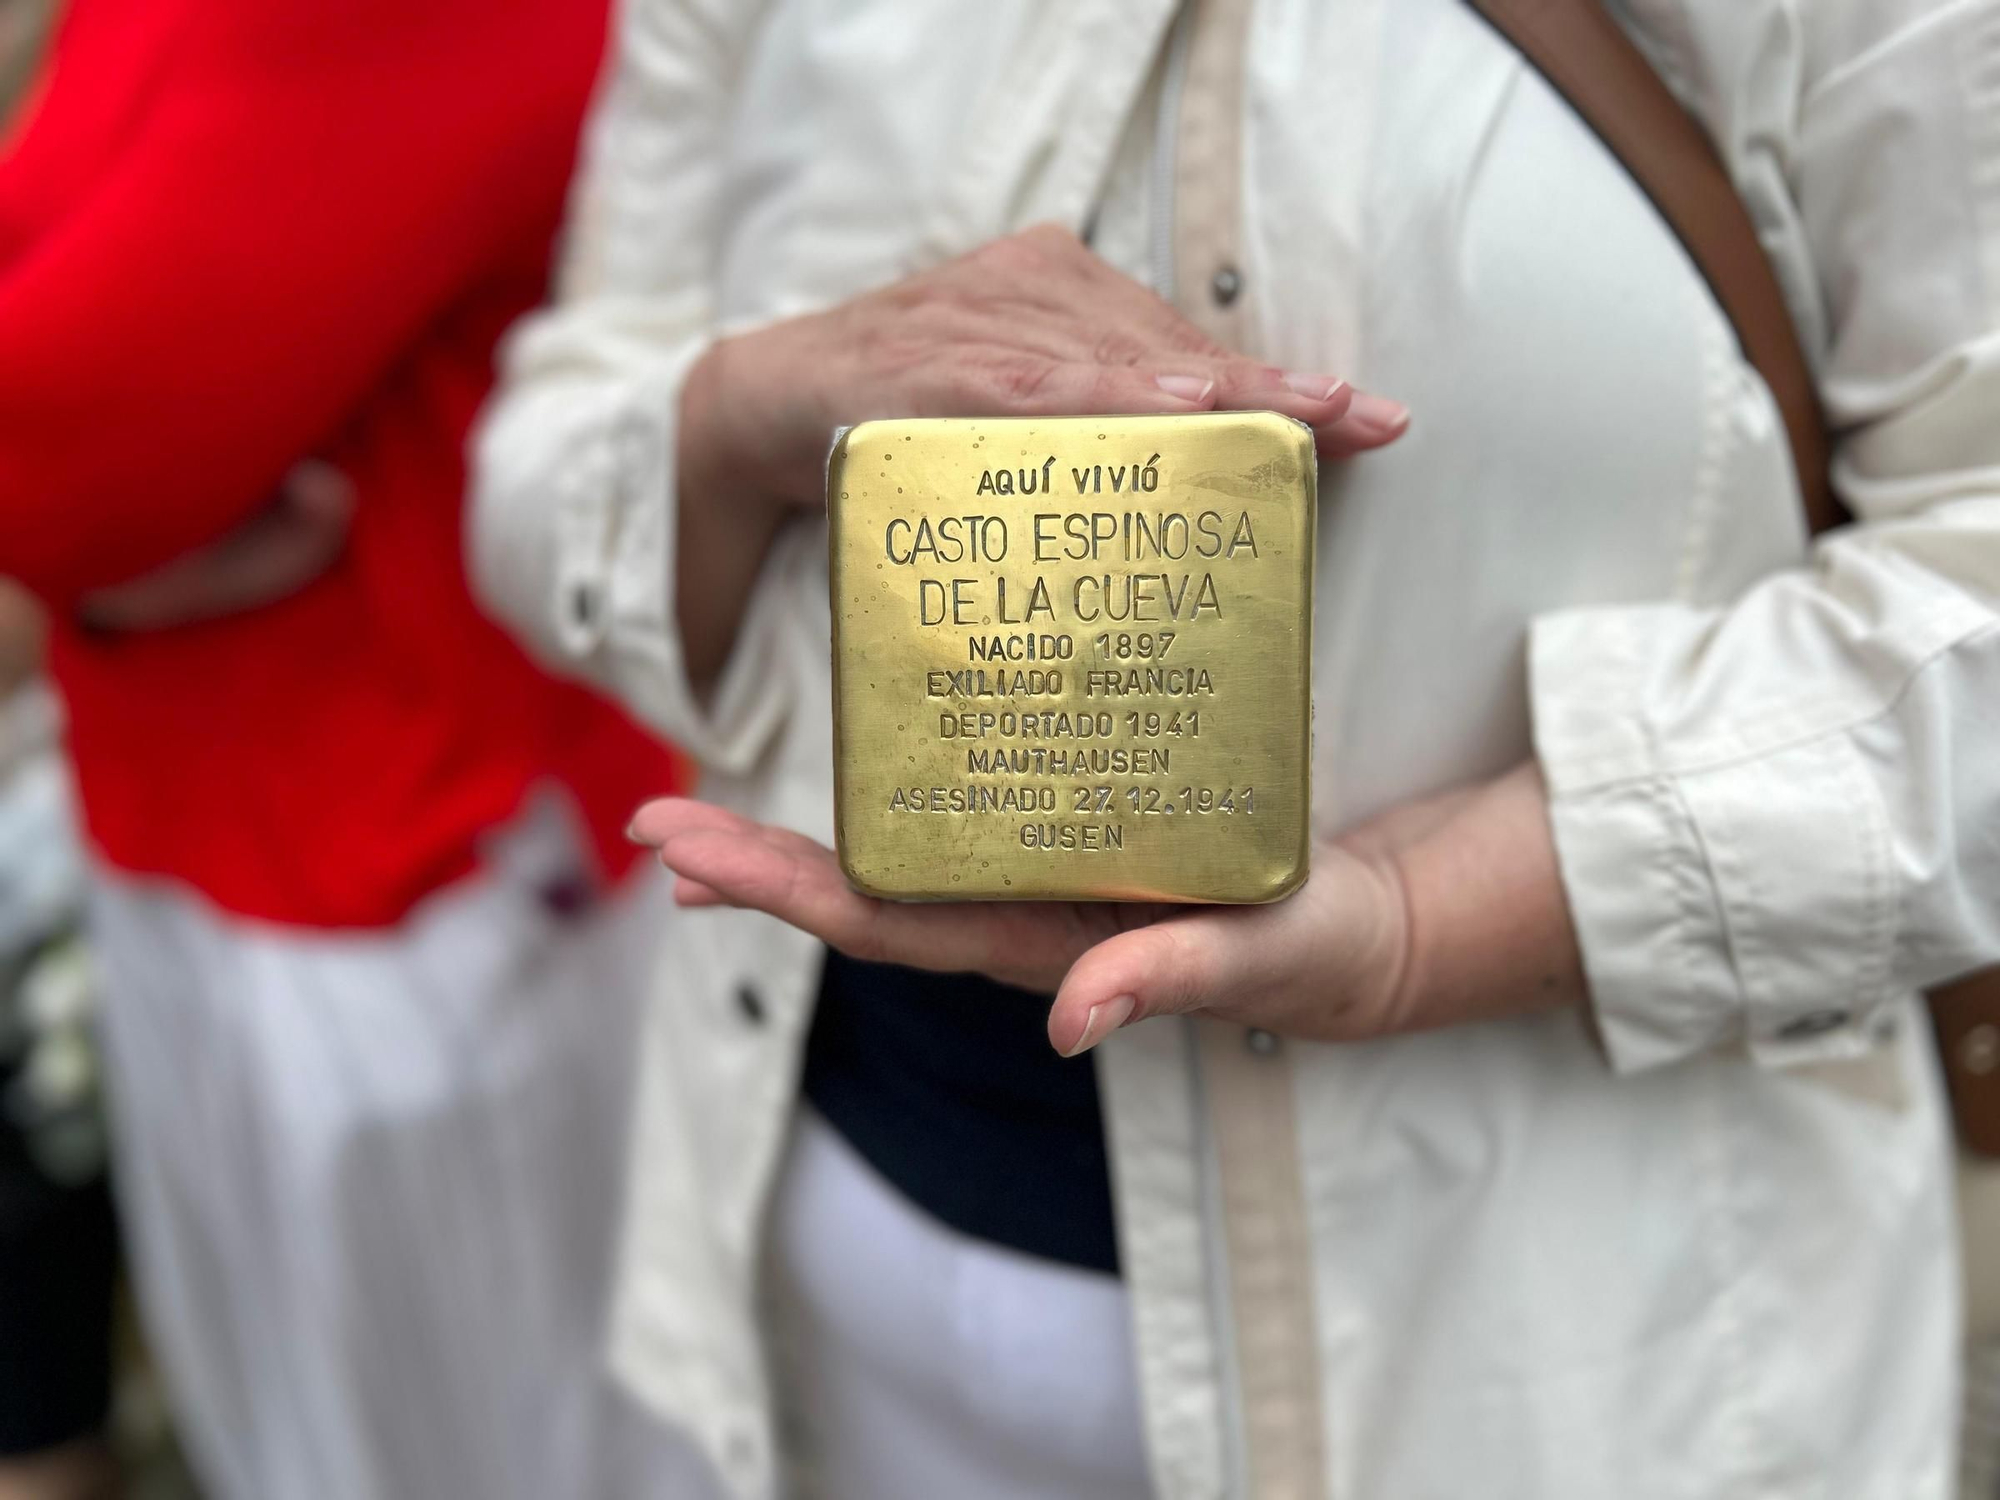 AQUÍ VIVIÓ
CASTO ESPINOSA
DE LA CUEVA
NACIDO 1897
EXILIADO FRANCIA
DEPORTADO 1941
MAUTHAUSEN
ASESINADO 27.12.1941
GUSEN